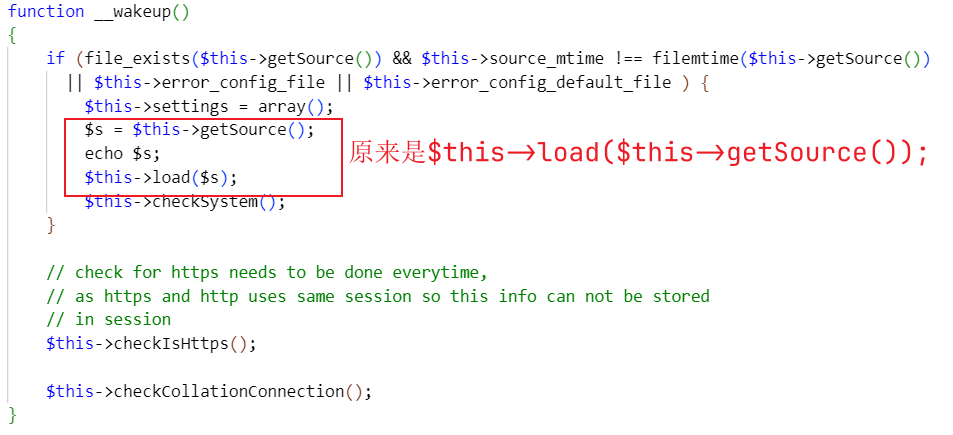 function __wakeup()
{
if (file_exists($this->getSource()) && $this->source_mtime !== filemtime($this->getSource())
|| $this->error_config_file || $this->error_config_default_file ) {
$this->settings = array();
$s = $this->getSource();
echo $s;
原来是$this->load($this->getSource());
$this->load($s);
$this->checkSystem();
}
// check for https needs to be done everytime,
// as https and http uses same session so this info can not be stored
// in session
$this->checkIsHttps();
$this->checkCollationConnection();
}